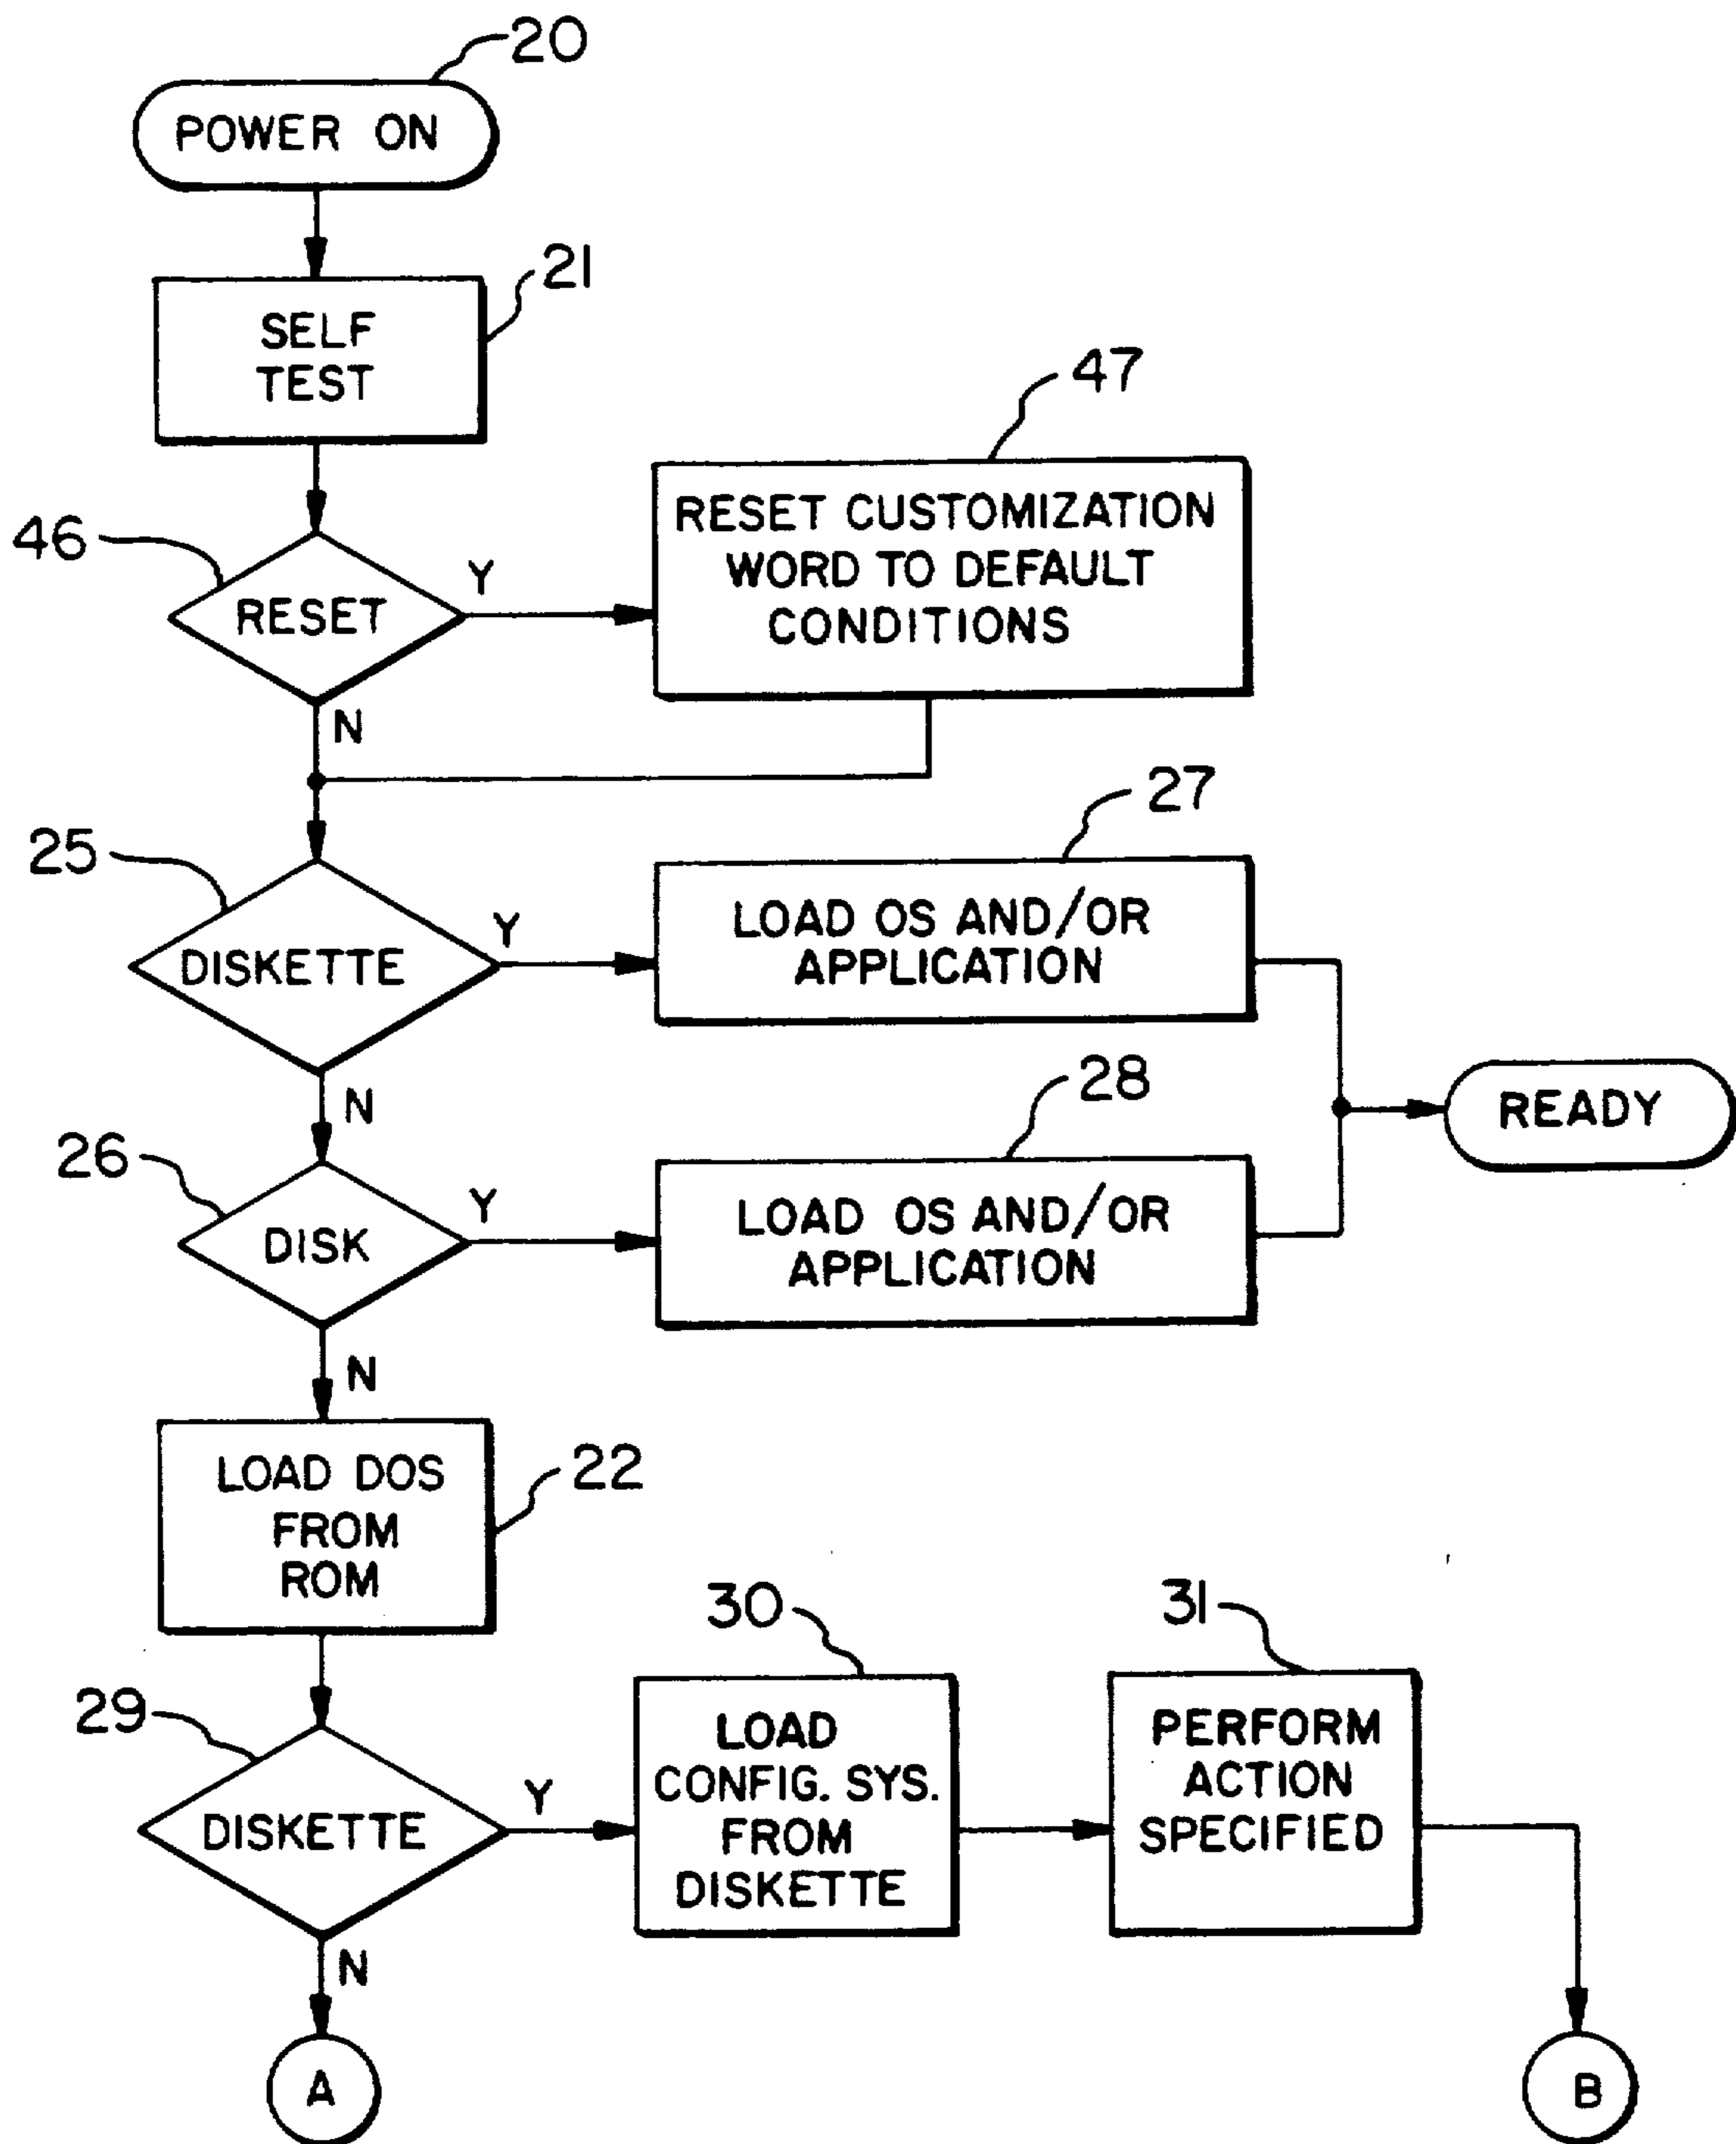 20
POWER ON
21
SELF
TEST
47
RESET CUSTOMIZATION
WORD TO DEFAULT
CONDITIONS
46
Y
RESET
N
27
25
LOAD OS AND/OR
APPLICATION
Y
DISKETTE
N
28
READY
26
Y
LOAD OS AND/OR
APPLICATION
DISK
N
22
LOAD DOS
FROM
ROM
30
31
29
LOAD
CONFIG. SYS.
FROM
DISKETTE
PERFORM
ACTION
SPECIFIED
Y
DISKETTE
N
A
B